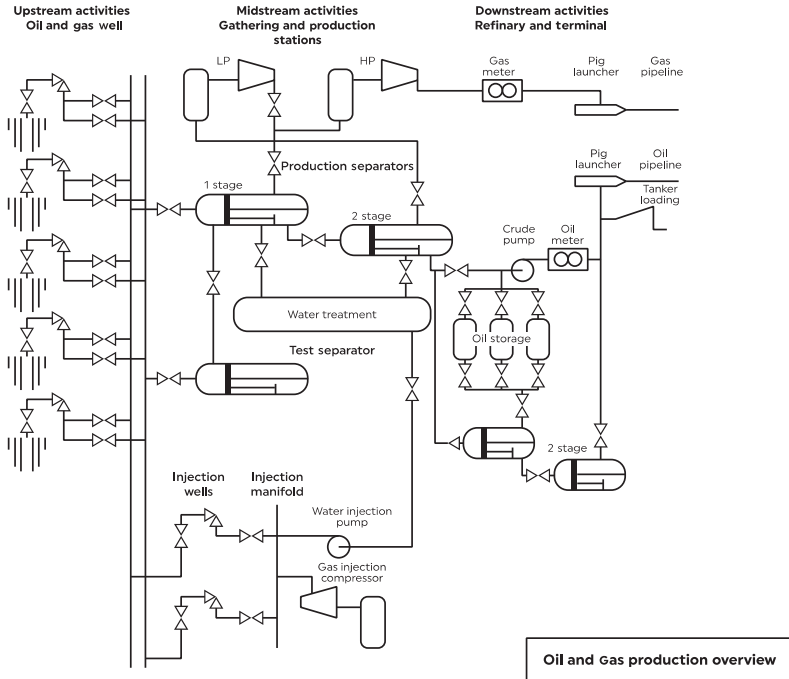 Upstream activities
Oil and gas well
Midstream activities
Gathering and production
stations
Downstream activities
Refinary and terminal
LP
HP
Gas
meter
Pig
launcher
Gas
pipeline
Production separators
1 stage
2 stage
Pig
launcher
Oil
pipeline
Tanker
loading
Crude
pump
Oil
meter
Water treatment
Oil storage
Test separator
2 stage
Injection
wells
Injection
manifold
Water injection
pump
Gas injection
compressor
Oil and Gas production overview